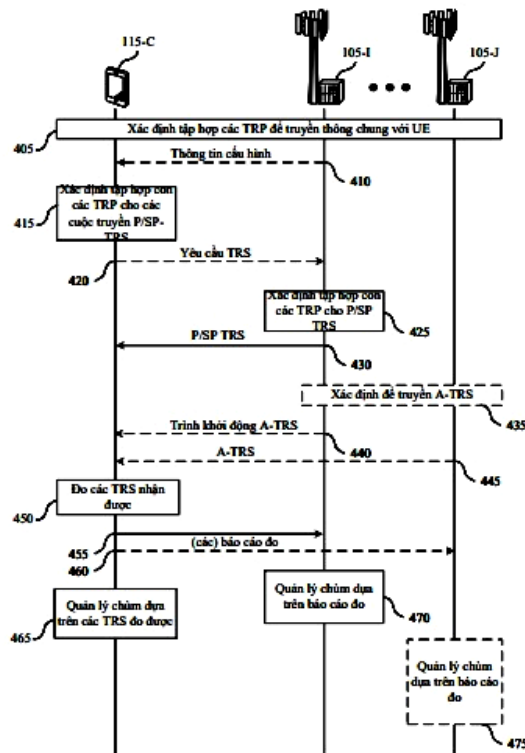 115-C
105-I
105-J
Xác định tập hợp các TRP để truyền thông chung với UE
405
Thông tin cấu hình
410
Xác định tập hợp con
các TRP cho các
cuộc truyền P/SP-
TRS
415
Yêu cầu TRS
420
Xác định tập hợp con
các TRP cho P/SP
TRS
425
P/SP TRS
430
Xác định để truyền A-TRS
435
Trình khởi động A-TRS
440
A-TRS
445
Đo các TRS nhận
được
450
455
(các) báo cáo đo
460
Quản lý chùm dựa
trên các TRS đo được
465
Quản lý chùm dựa
trên báo cáo đo
470
Quản lý chùm
dựa trên báo cáo
đo
475